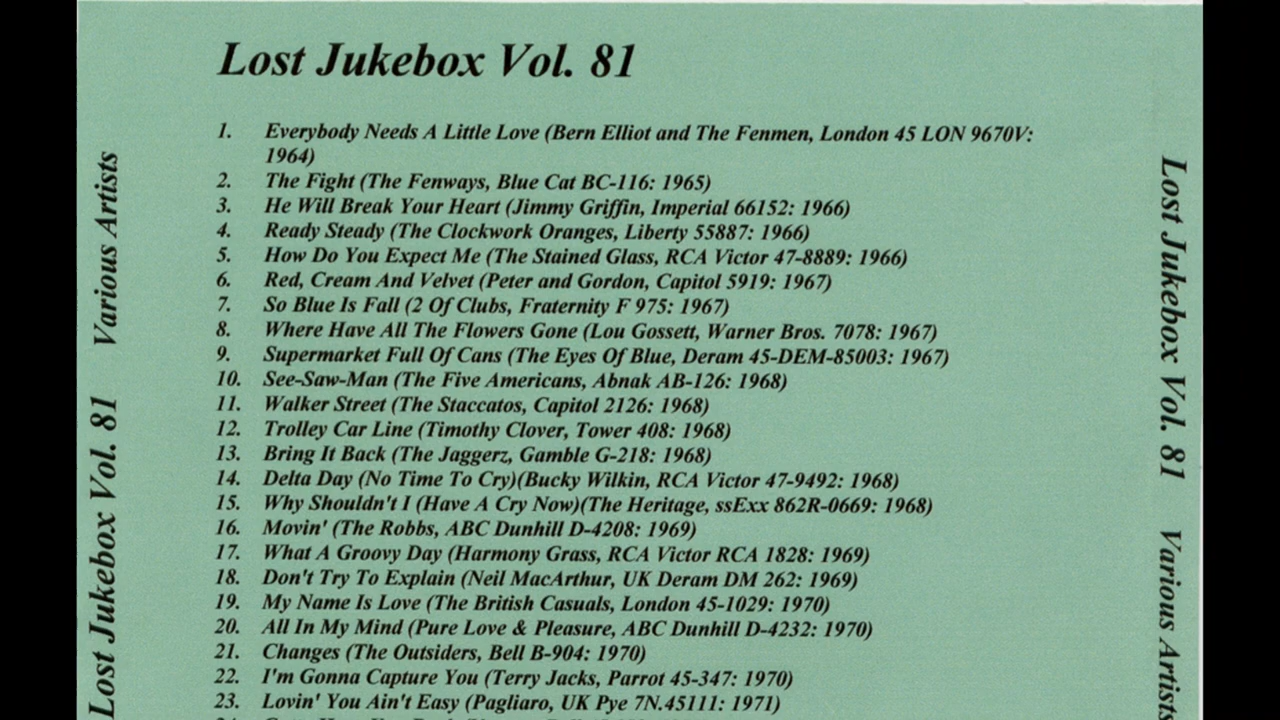 Lost Jukebox Vol. 81
1. Everybody Needs A Little Love (Bern Elliot and The Fenmen, London 45 LON 9670V:
1964)
2. The Fight (The Fenways, Blue Cat BC-116: 1965)
3. He Will Break Your Heart (Jimmy Griffin, Imperial 66152: 1966)
4. Ready Steady (The Clockwork Oranges, Liberty 55887: 1966)
5. How Do You Expect Me (The Stained Glass, RCA Victor 47-8889: 1966)
6. Red, Cream And Velvet (Peter and Gordon, Capitol 5919: 1967)
7. So Blue Is Fall (2 Of Clubs, Fraternity F 975: 1967)
8. Where Have All The Flowers Gone (Lou Gossett, Warner Bros. 7078: 1967)
9. Supermarket Full Of Cans (The Eyes Of Blue, Deram 45-DEM-85003: 1967)
10. See-Saw-Man (The Five Americans, Abnak AB-126: 1968)
11. Walker Street (The Staccatos, Capitol 2126: 1968)
12. Trolley Car Line (Timothy Clover, Tower 408: 1968)
13. Bring It Back (The Jaggerz, Gamble G-218: 1968)
14. Delta Day (No Time To Cry)(Bucky Wilkin, RCA Victor 47-9492: 1968)
15. Why Shouldn't I (Have A Cry Now)(The Heritage, ssExx 862R-0669: 1968)
16. Movin' (The Robbs, ABC Dunhill D-4208: 1969)
17. What A Groovy Day (Harmony Grass, RCA Victor RCA 1828: 1969)
18. Don't Try To Explain (Neil MacArthur, UK Deram DM 262: 1969)
19. My Name Is Love (The British Casuals, London 45-1029: 1970)
20. All In My Mind (Pure Love & Pleasure, ABC Dunhill D-4232: 1970)
21. Changes (The Outsiders, Bell B-904: 1970)
22. I'm Gonna Capture You (Terry Jacks, Parrot 45-347: 1970)
23. Lovin' You Ain't Easy (Pagliaro, UK Pye 7N.45111: 1971)
Lost Jukebox Vol. 81 Various Artists
Lost Jukebox Vol. 81 Various Artists